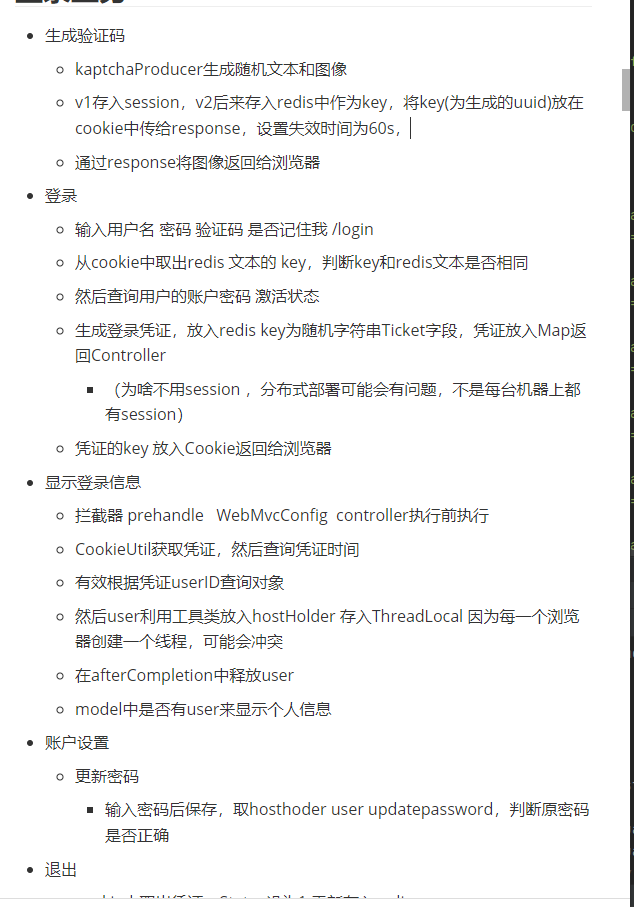 生成验证码
kaptchaProducer生成随机文本和图像
v1存入session，v2后来存入redis中作为key，将key(为生成的uuid)放在
cookie中传给response，设置失效时间为60s，
通过response将图像返回给浏览器
登录
输入用户名 密码 验证码 是否记住我 /login
从cookie中取出redis 文本的 key，判断key和redis文本是否相同
然后查询用户的账户密码 激活状态
生成登录凭证，放入redis key为随机字符串Ticket字段，凭证放入Map返
回Controller
（为啥不用session ，分布式部署可能会有问题，不是每台机器上都
有session）
凭证的key 放入Cookie返回给浏览器
显示登录信息
拦截器 prehandle WebMvcConfig controller执行前执行
CookieUtil获取凭证，然后查询凭证时间
有效根据凭证userID查询对象
然后user利用工具类放入hostHolder 存入ThreadLocal 因为每一个浏览
器创建一个线程，可能会冲突
在afterCompletion中释放user
model中是否有user来显示个人信息
账户设置
更新密码
输入密码后保存，取hosthoder user updatepassword，判断原密码
是否正确
退出